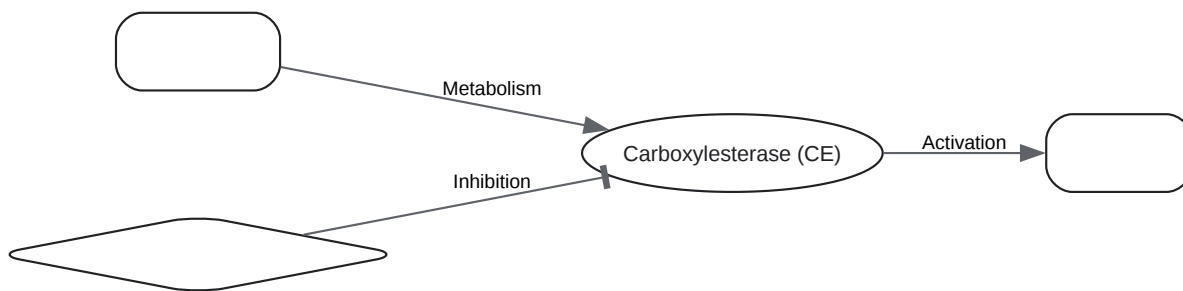 Metabolism
Carboxylesterase (CE)
Activation
Inhibition